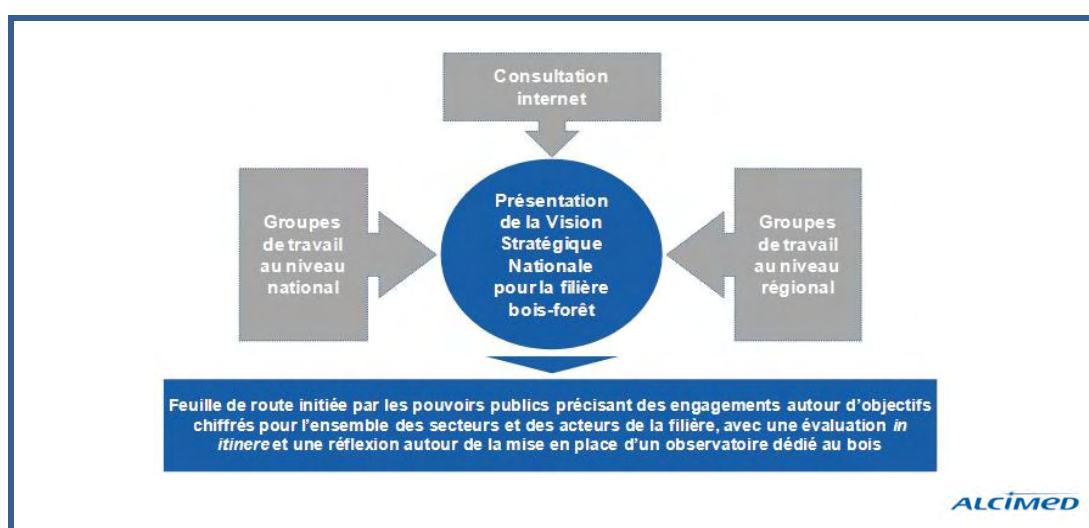 Consultation
internet
Groupes
de travail
au niveau
national
Présentation
de la Vision
Stratégique
Nationale
pour la filière
bois-forêt
Groupes
de travail
au niveau
régional
Feuille de route initiée par les pouvoirs publics précisant des engagements autour d'objectifs
chiffrés pour l'ensemble des secteurs et des acteurs de la filière, avec une évaluation in
itinere et une réflexion autour de la mise en place d'un observatoire dédié au bois
ALCIMED